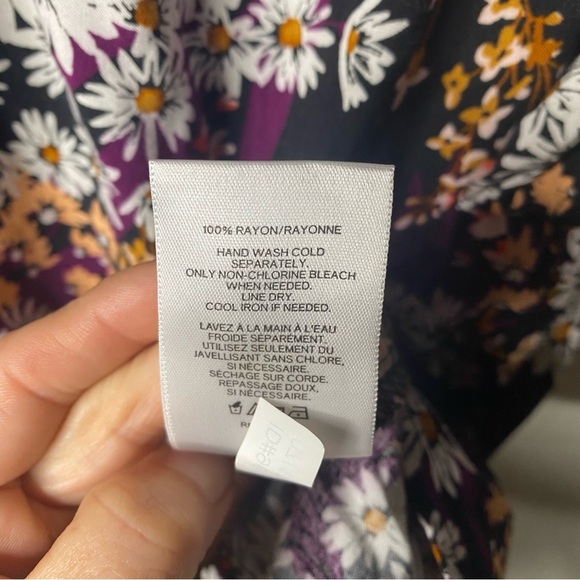 100% RAYON/RAYONNE
HAND WASH COLD
SEPARATELY.
ONLY NON-CHLORINE BLEACH
WHEN NEEDED.
LINE DRY.
COOL IRON IF NEEDED.
LAVEZ À LA MAIN À L'EAU
FROIDE SÉPARÉMENT.
UTILISEZ SEULEMENT DU
JAVELLISANT SANS CHLORE,
SI NÉCESSAIRE.
SÉCHAGE SUR CORDE.
REPASSAGE DOUX,
SI NÉCESSAIRE.